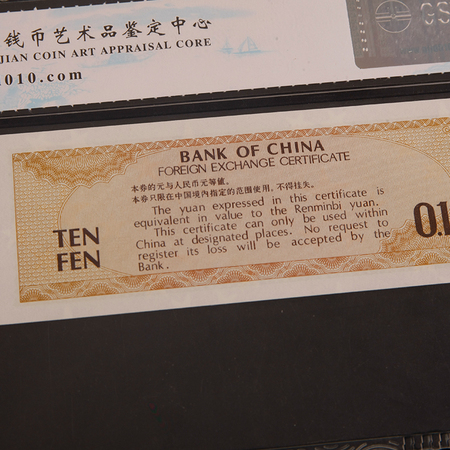 钱币艺术品鉴定中心
JIAN COIN ART APPRAISAL CORE
1010.com
BANK OF CHINA
FOREIGN EXCHANGE CERTIFICATE
本券的元与人民币元等值。
本券只限在中国境内指定的范围使用，不得挂失。
The yuan expressed in this certificate is
equivalent in value to the Renminbi yuan.
This certificate can only be used within
China at designated places. No request to
register its loss will be accepted by the
Bank.
TEN
FEN
0.1